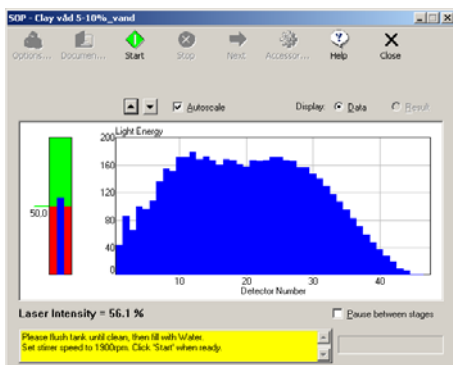 SOP - Clay våd 5-10%_vand
Options... Documen... Start Stop Next Accessor... Help Close
Autoscale Display: Data Result
Light Energy
200
160
120
80
40
0
50.0
10 20 30 40
Detector Number
Laser Intensity = 56.1 %
Pause between stages
Please flush tank until clean, then fill with Water.
Set stirrer speed to 1900rpm. Click 'Start' when ready.